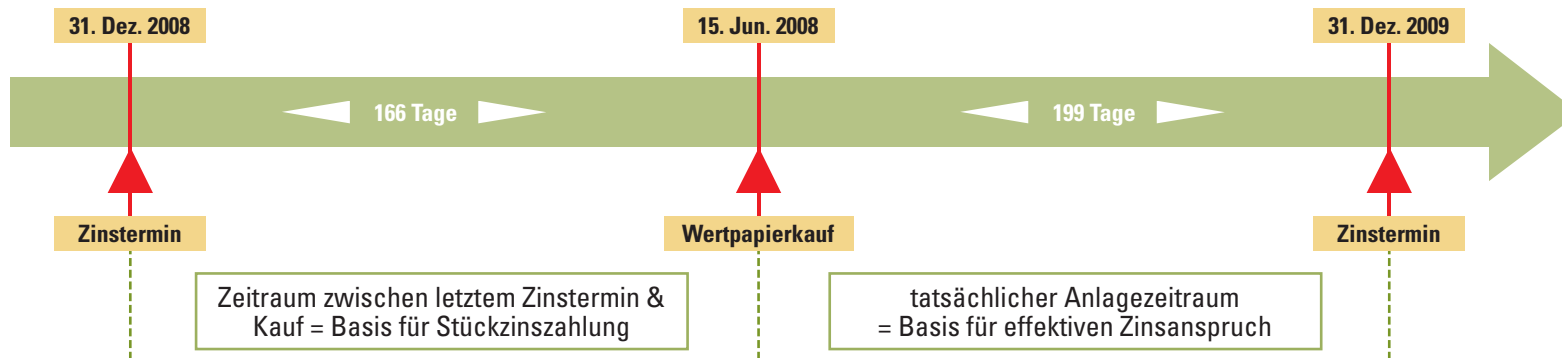 31. Dez. 2008
15. Jun. 2008
31. Dez. 2009
166 Tage
199 Tage
Zinstermin
Wertpapierkauf
Zinstermin
Zeitraum zwischen letztem Zinstermin &
Kauf = Basis für Stückzinszahlung
tatsächlicher Anlagezeitraum
= Basis für effektiven Zinsanspruch